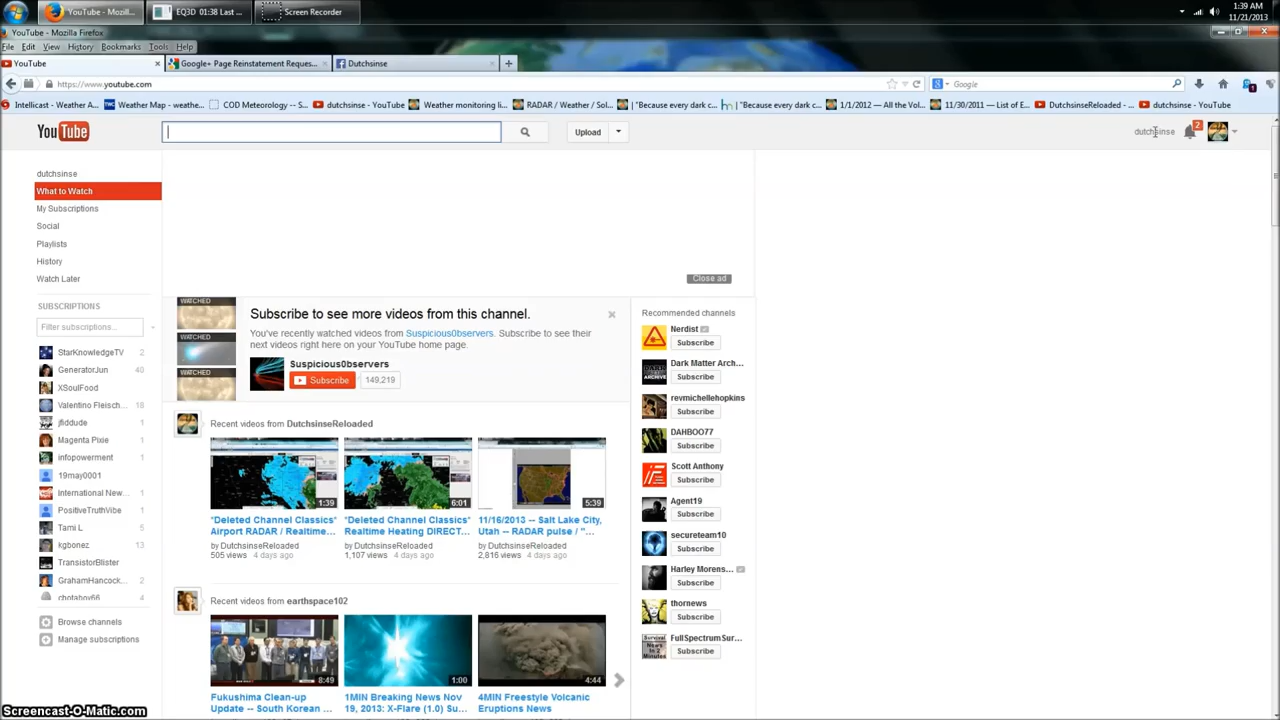 YouTube - Mozill...
EQ3D 01:38 Last ...
Screen Recorder
1:39 AM
11/21/2013
YouTube - Mozilla Firefox
File Edit View History Bookmarks Tools Help
YouTube
Google+ Page Reinstatement Reques...
Dutchsinse
https://www.youtube.com
Google
Intellicast - Weather A...
Weather Map - weathe...
COD Meteorology -- S...
dutchsinse - YouTube
Weather monitoring li...
RADAR / Weather / Sol...
"Because every dark c...
"Because every dark c...
1/1/2012 — All the Vol...
11/30/2011 — List of E...
DutchsinseReloaded - ...
dutchsinse - YouTube
YouTube
Upload
dutchsinse
2
dutchsinse
What to Watch
My Subscriptions
Social
Playlists
History
Watch Later
SUBSCRIPTIONS
Filter subscriptions...
StarKnowledgeTV 2
GeneratorJun 40
XSoulFood 1
Valentino Fleisch... 18
jfiddude 1
Magenta Pixie 1
infopowerment 1
19may0001 1
International New... 1
PositiveTruthVibe 1
Tami L 5
kgbonez 13
TransistorBlister
GrahamHancock... 2
chotabox66 4
Browse channels
Manage subscriptions
Close ad
WATCHED
WATCHED
WATCHED
Subscribe to see more videos from this channel.
You've recently watched videos from Suspicious0bservers. Subscribe to see their
next videos right here on your YouTube home page.
Suspicious0bservers
Subscribe 149,219
Recent videos from DutchsinseReloaded
1:39
*Deleted Channel Classics*
Airport RADAR / Realtime...
by DutchsinseReloaded
505 views 4 days ago
6:01
*Deleted Channel Classics*
Realtime Heating DIRECT...
by DutchsinseReloaded
1,107 views 4 days ago
5:39
11/16/2013 -- Salt Lake City,
Utah -- RADAR pulse / "...
by DutchsinseReloaded
2,816 views 4 days ago
Recent videos from earthspace102
8:49
Fukushima Clean-up
Update -- South Korean ...
1:00
1MIN Breaking News Nov
19, 2013: X-Flare (1.0) Su...
4:44
4MIN Freestyle Volcanic
Eruptions News
Recommended channels
Nerdist
Subscribe
Dark Matter Arch...
Subscribe
revmichellehopkins
Subscribe
DAHBOO77
Subscribe
Scott Anthony
Subscribe
Agent19
Subscribe
secureteam10
Subscribe
Harley Morens...
Subscribe
thornews
Subscribe
FullSpectrumSur...
Subscribe
Survival
News
In 2
Minutes
Screencast-O-Matic.com